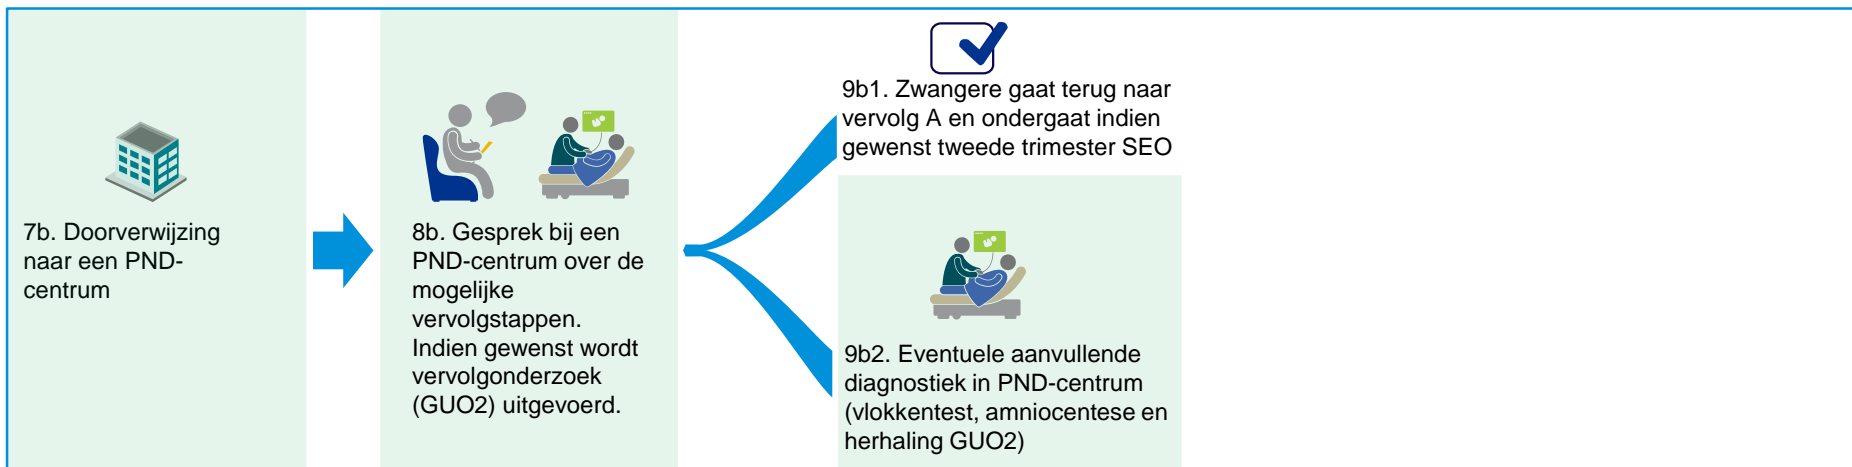 7b. Doorverwijzing
naar een PND-
centrum
8b. Gesprek bij een
PND-centrum over de
mogelijke
vervolgstappen.
Indien gewenst wordt
vervolgonderzoek
(GUO2) uitgevoerd.
9b1. Zwangere gaat terug naar
vervolg A en ondergaat indien
gewenst tweede trimester SEO
9b2. Eventuele aanvullende
diagnostiek in PND-centrum
(vlokkentest, amniocentese en
herhaling GUO2)